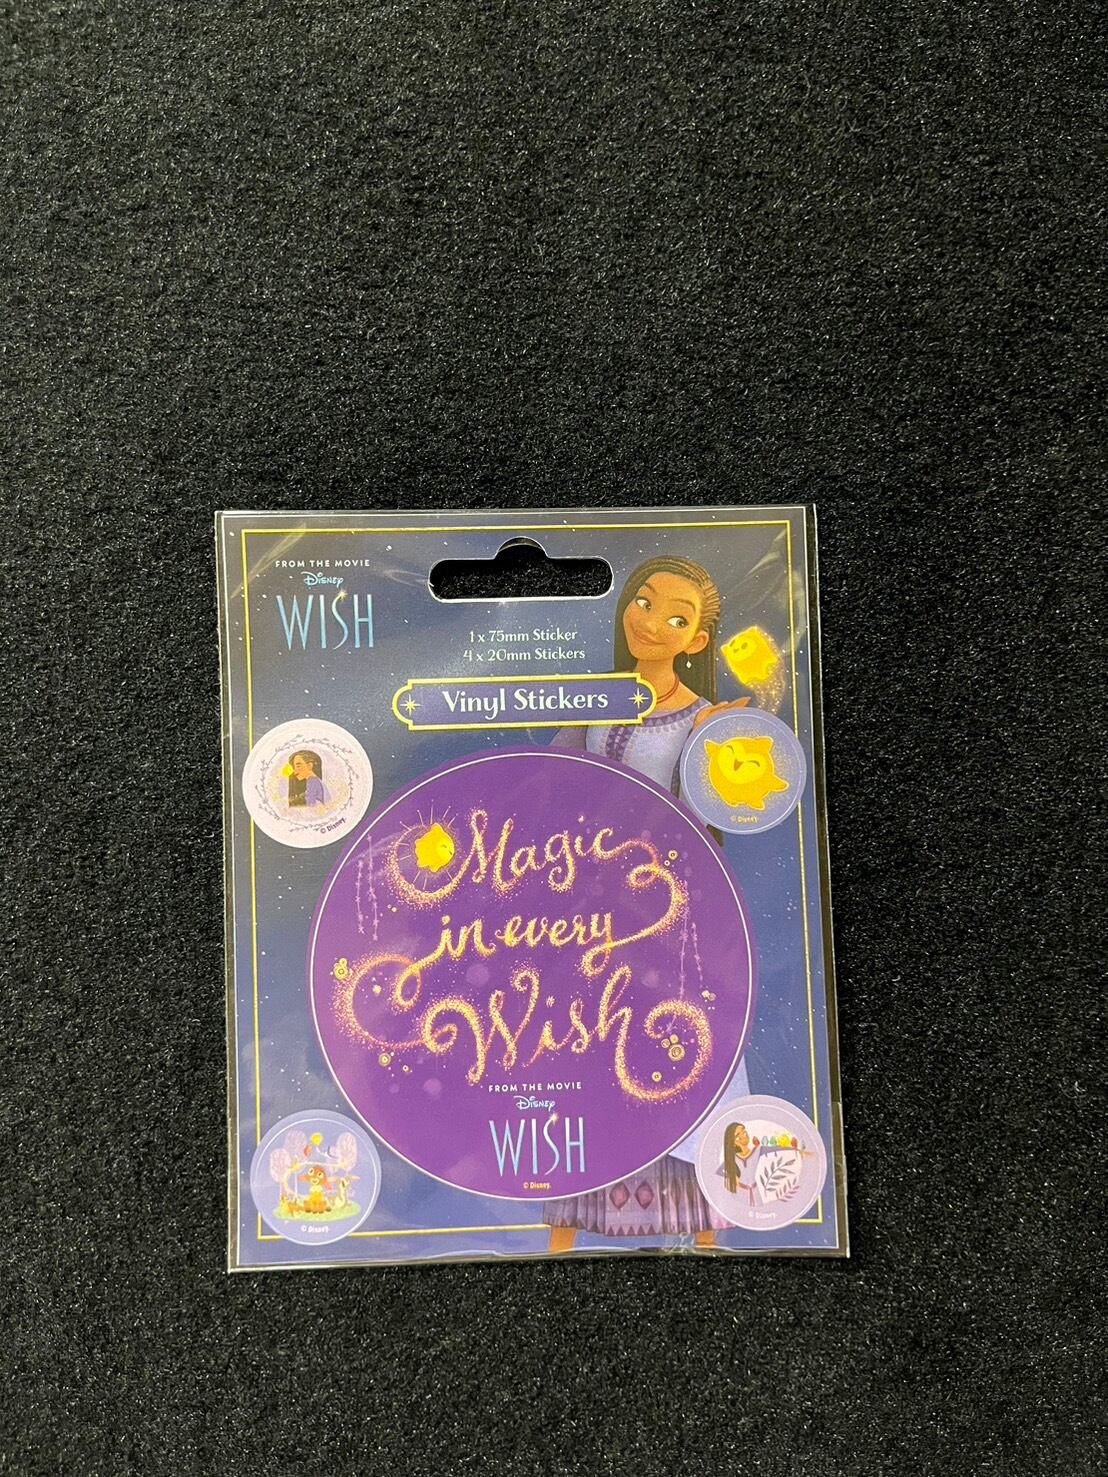 FROM THE MOVIE
Disney
WISH
1 x 75mm Sticker
4 x 20mm Stickers
Vinyl Stickers
© Disney.
© Disney.
Magic
in every
Wish
FROM THE MOVIE
Disney
WISH
© Disney.
© Disney.
© Disney.